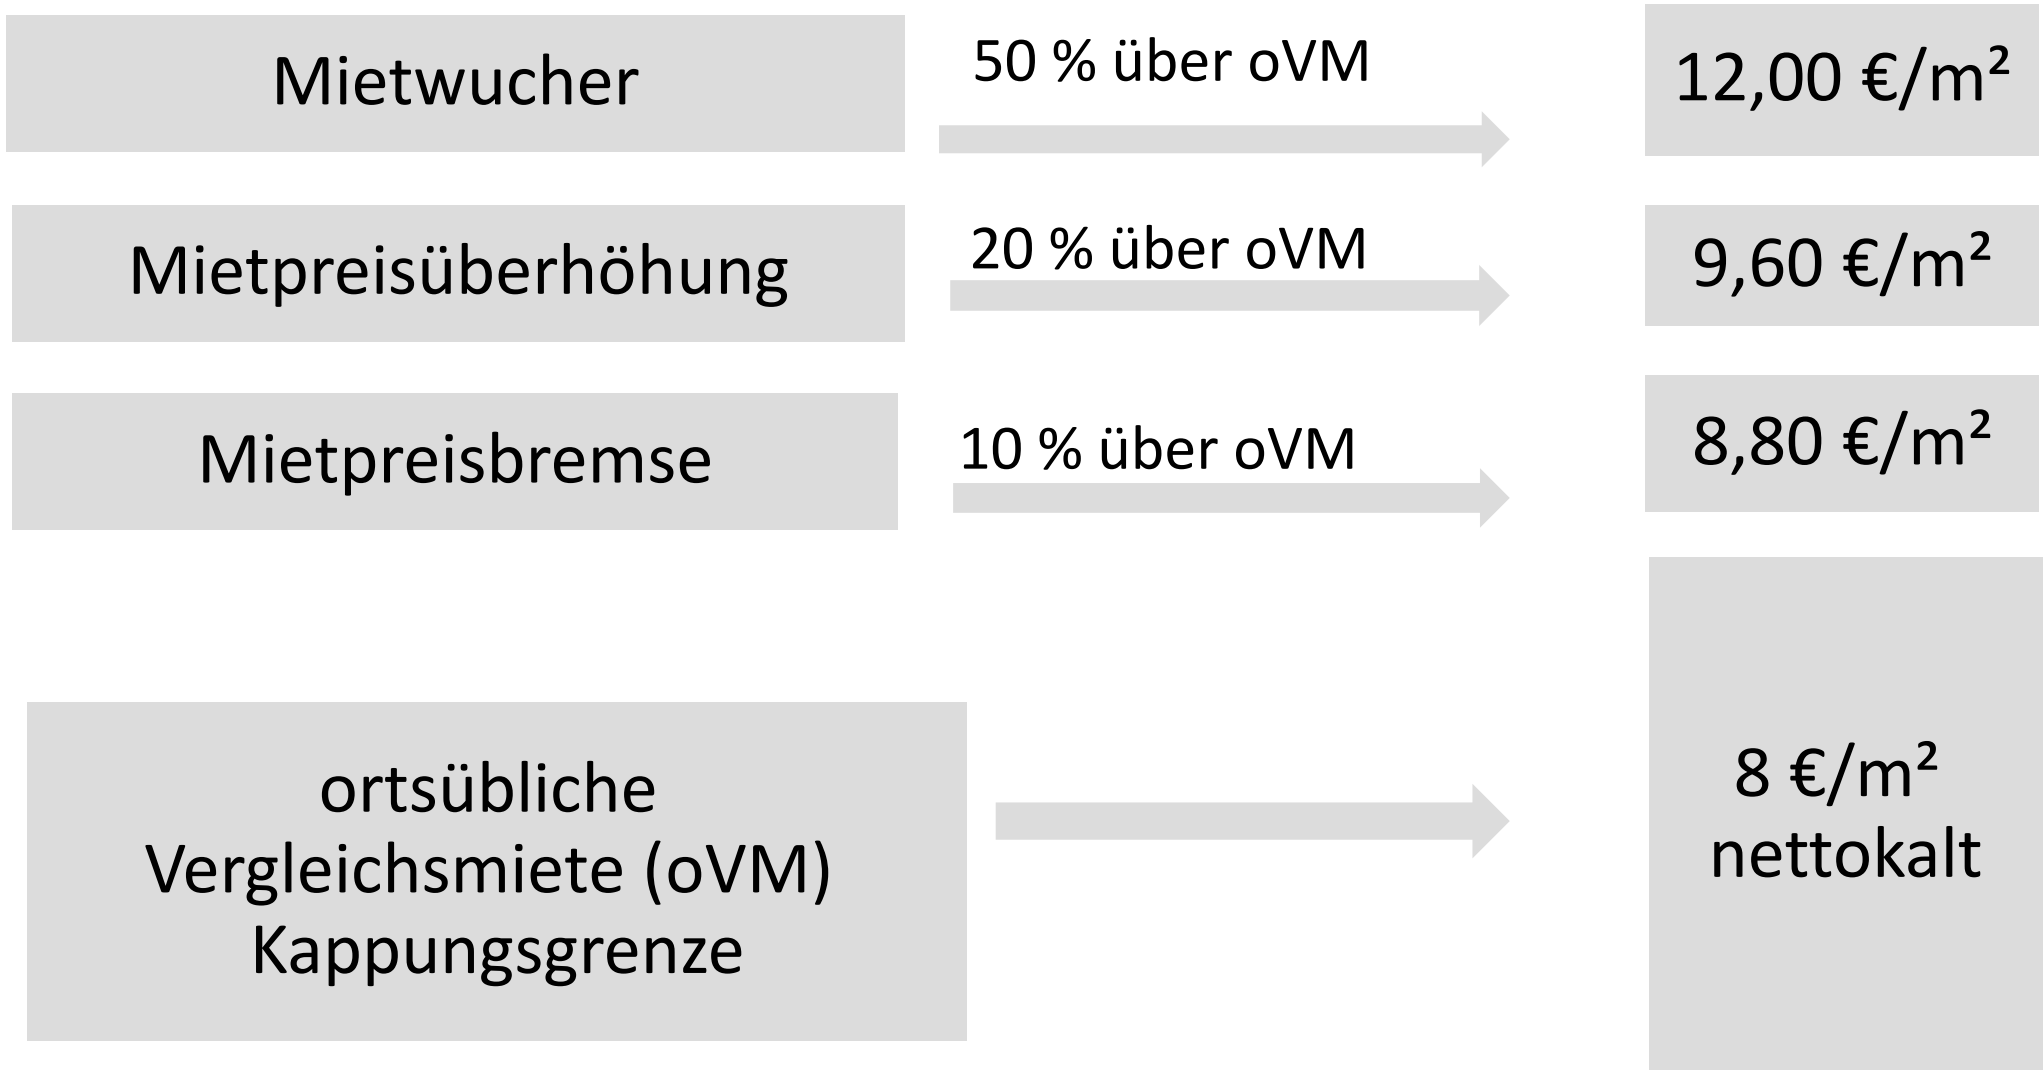 Mietwucher
50 % über oVM
12,00 €/m²
Mietpreisüberhöhung
20 % über oVM
9,60 €/m²
Mietpreisbremse
10 % über oVM
8,80 €/m²
ortsübliche
Vergleichsmiete (oVM)
Kappungsgrenze
8 €/m²
nettokalt